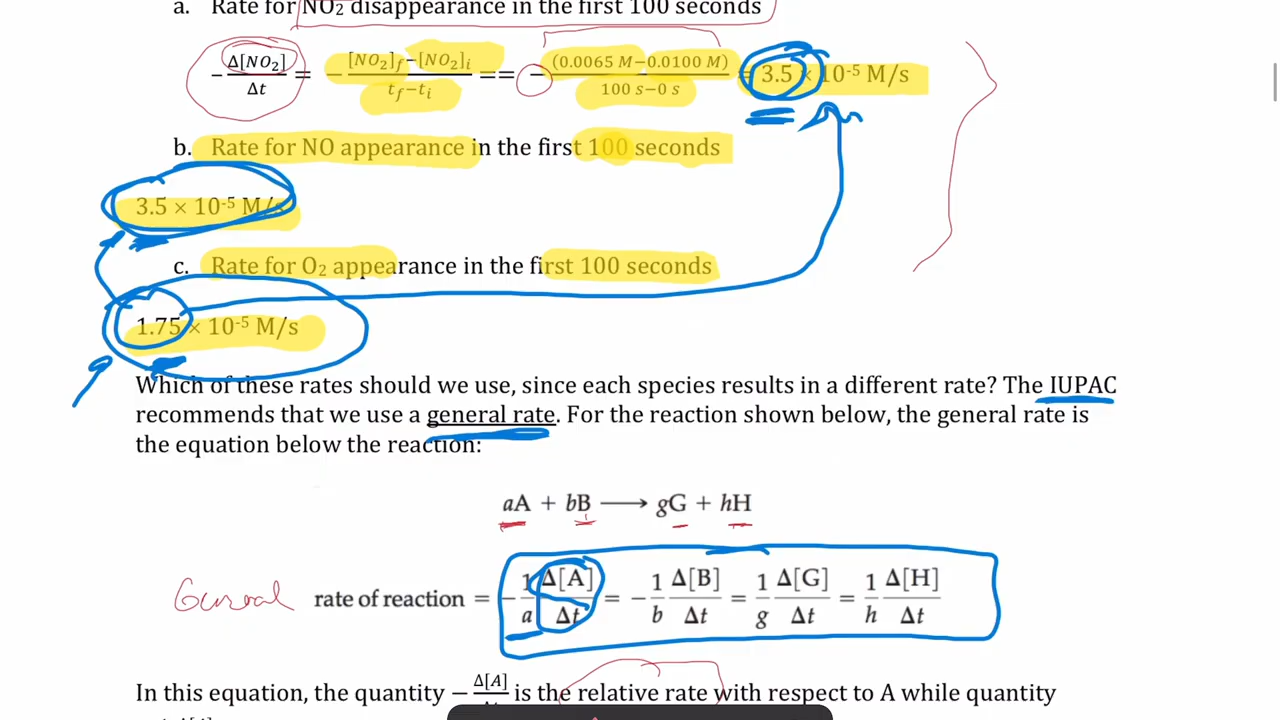 a. Rate for NO₂ disappearance in the first 100 seconds
-Δ[NO₂]/Δt = -([NO₂]f−[NO₂]i)/(tf−ti) == -((0.0065 M−0.0100 M)/(100 s−0 s)) = 3.5 × 10⁻⁵ M/s
b. Rate for NO appearance in the first 100 seconds
3.5 × 10⁻⁵ M/s
c. Rate for O₂ appearance in the first 100 seconds
1.75 × 10⁻⁵ M/s
Which of these rates should we use, since each species results in a different rate? The IUPAC
recommends that we use a general rate. For the reaction shown below, the general rate is
the equation below the reaction:
aA + bB ⟶ gG + hH
General rate of reaction = −(1/a)(Δ[A]/Δt) = −(1/b)(Δ[B]/Δt) = (1/g)(Δ[G]/Δt) = (1/h)(Δ[H]/Δt)
In this equation, the quantity −Δ[A]/Δt is the relative rate with respect to A while quantity